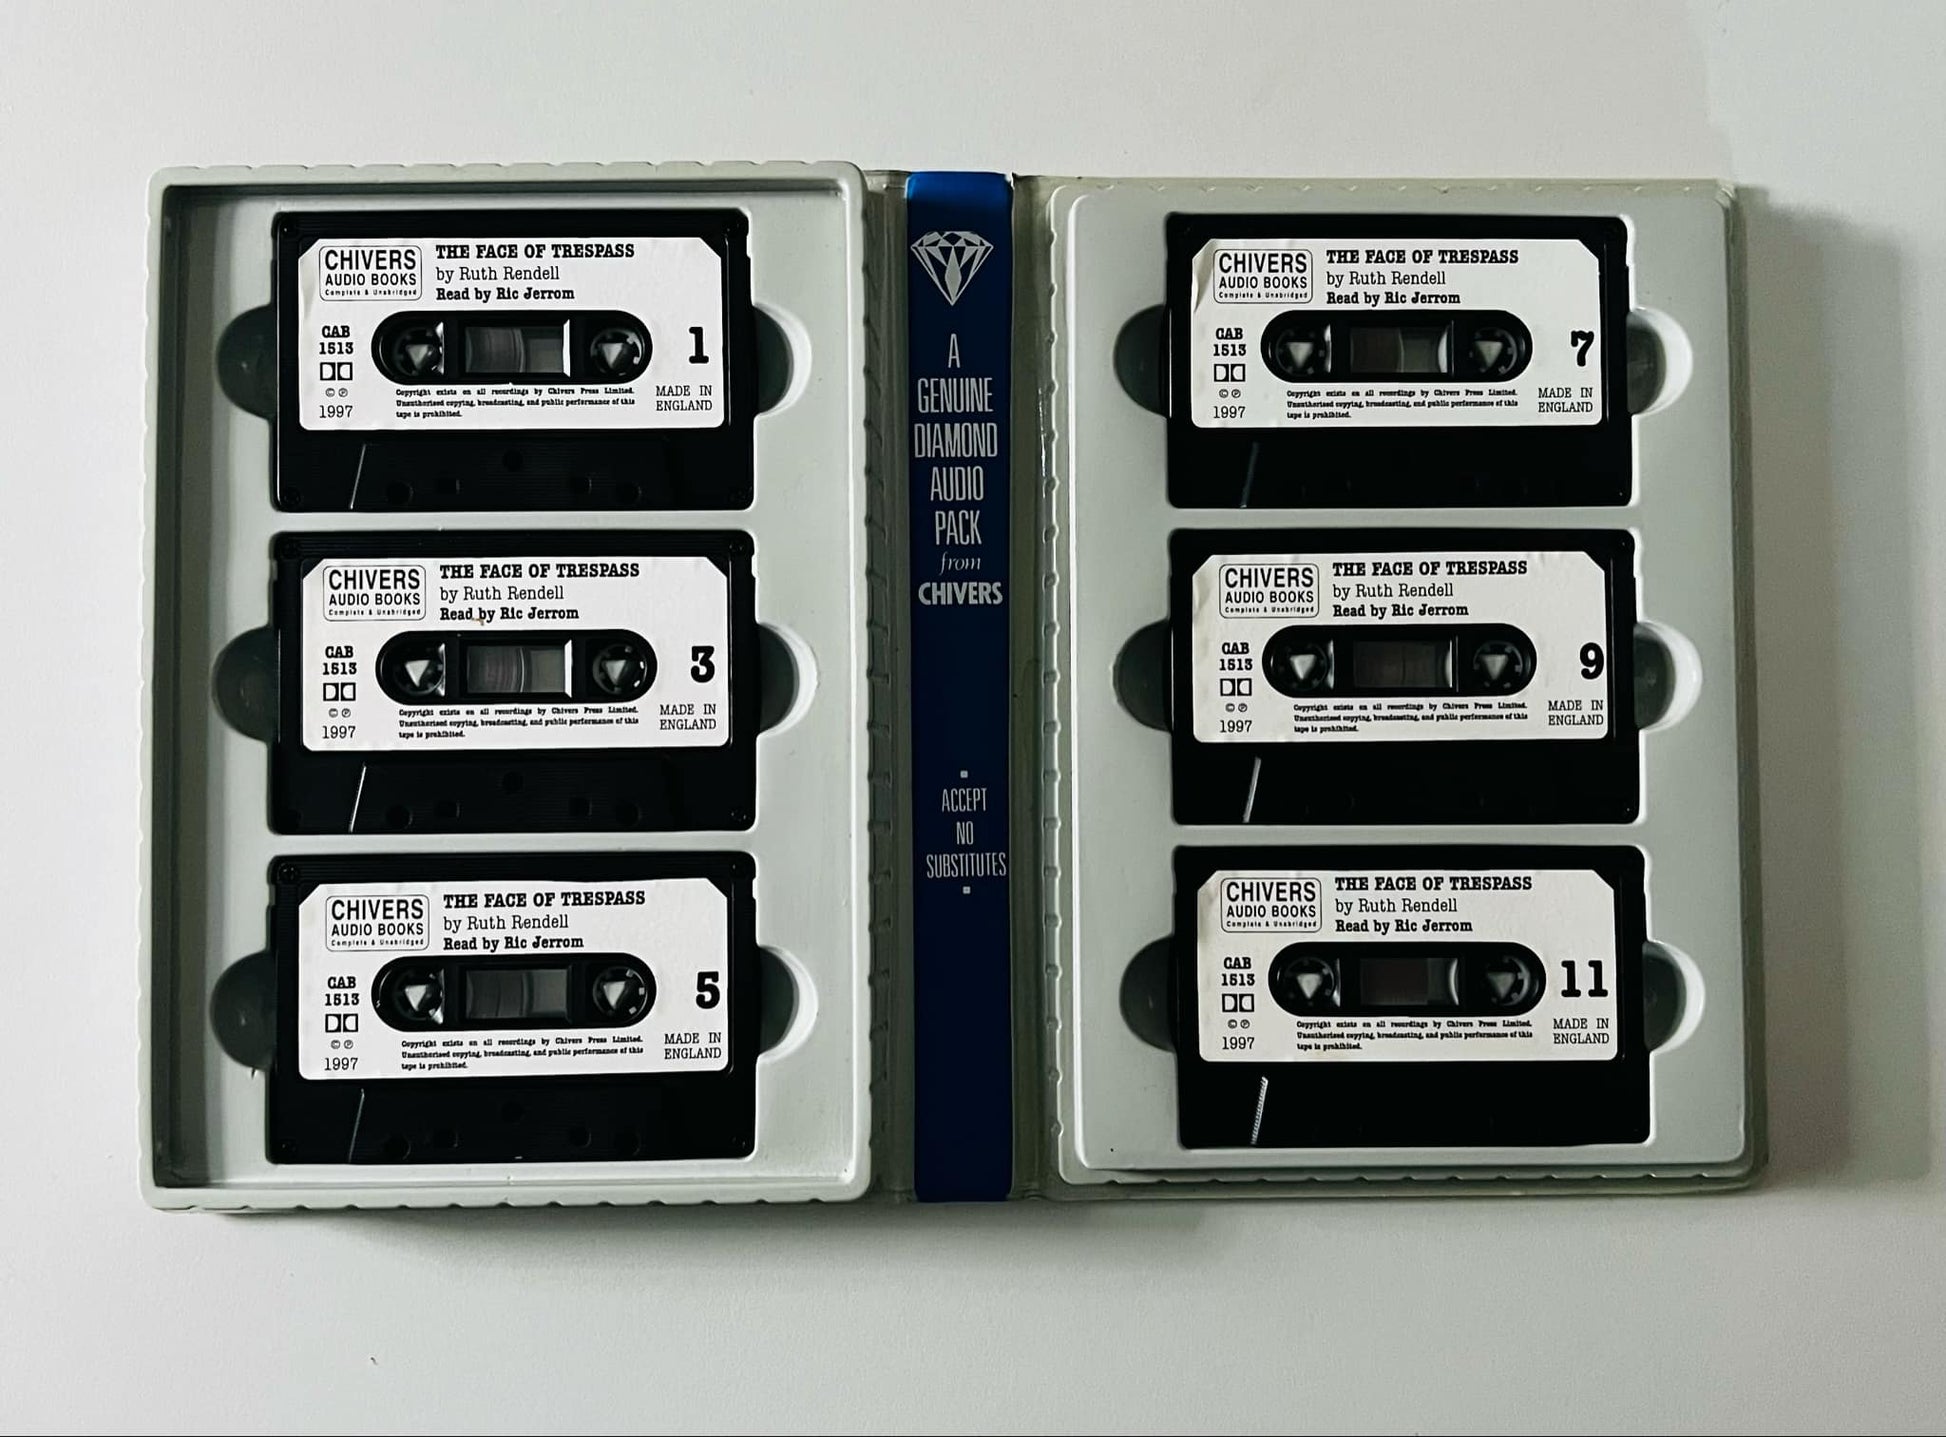 CHIVERS
AUDIO BOOKS
Complete & Unabridged
THE FACE OF TRESPASS
by Ruth Rendell
Read by Ric Jerrom
CAB
1513
1
© ℗
1997
Copyright exists on all recordings by Chivers Press Limited.
Unauthorised copying, broadcasting, and public performance of this
tape is prohibited.
MADE IN
ENGLAND
CHIVERS
AUDIO BOOKS
Complete & Unabridged
THE FACE OF TRESPASS
by Ruth Rendell
Read by Ric Jerrom
CAB
1513
3
© ℗
1997
Copyright exists on all recordings by Chivers Press Limited.
Unauthorised copying, broadcasting, and public performance of this
tape is prohibited.
MADE IN
ENGLAND
CHIVERS
AUDIO BOOKS
Complete & Unabridged
THE FACE OF TRESPASS
by Ruth Rendell
Read by Ric Jerrom
CAB
1513
5
© ℗
1997
Copyright exists on all recordings by Chivers Press Limited.
Unauthorised copying, broadcasting, and public performance of this
tape is prohibited.
MADE IN
ENGLAND
A
GENUINE
DIAMOND
AUDIO
PACK
from
CHIVERS
ACCEPT
NO
SUBSTITUTES
CHIVERS
AUDIO BOOKS
Complete & Unabridged
THE FACE OF TRESPASS
by Ruth Rendell
Read by Ric Jerrom
CAB
1513
7
© ℗
1997
Copyright exists on all recordings by Chivers Press Limited.
Unauthorised copying, broadcasting, and public performance of this
tape is prohibited.
MADE IN
ENGLAND
CHIVERS
AUDIO BOOKS
Complete & Unabridged
THE FACE OF TRESPASS
by Ruth Rendell
Read by Ric Jerrom
CAB
1513
9
© ℗
1997
Copyright exists on all recordings by Chivers Press Limited.
Unauthorised copying, broadcasting, and public performance of this
tape is prohibited.
MADE IN
ENGLAND
CHIVERS
AUDIO BOOKS
Complete & Unabridged
THE FACE OF TRESPASS
by Ruth Rendell
Read by Ric Jerrom
CAB
1513
11
© ℗
1997
Copyright exists on all recordings by Chivers Press Limited.
Unauthorised copying, broadcasting, and public performance of this
tape is prohibited.
MADE IN
ENGLAND